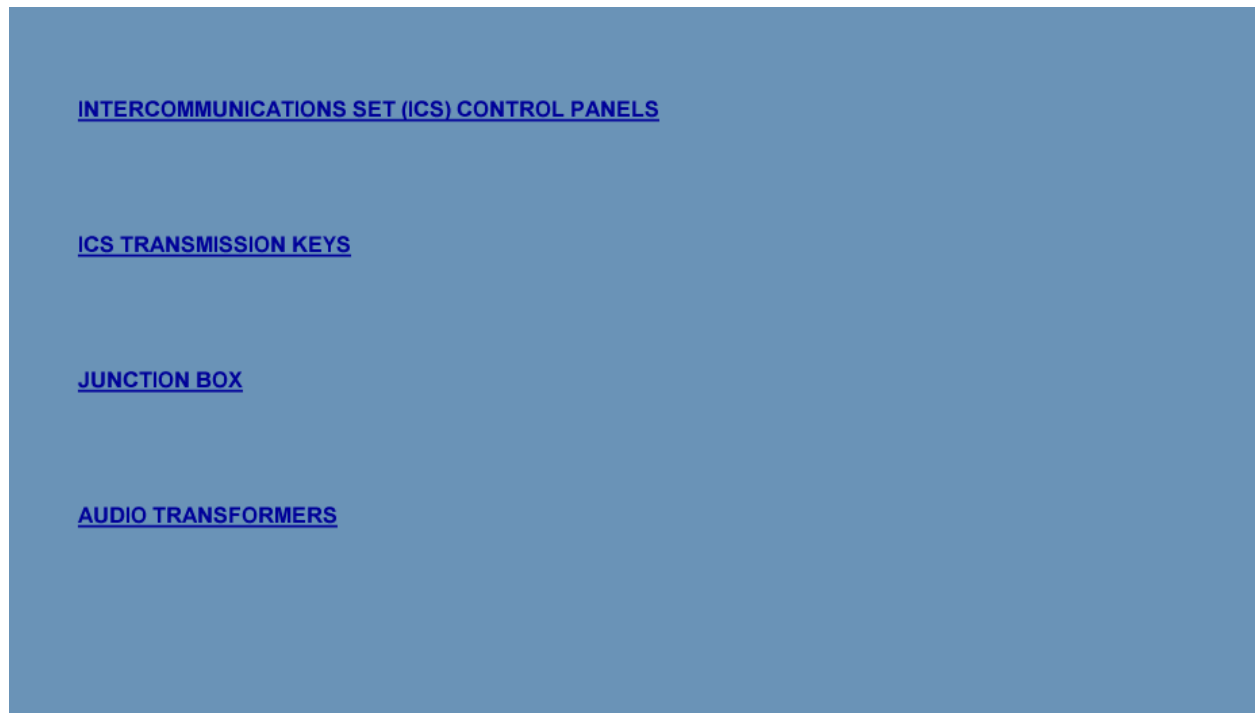 INTERCOMMUNICATIONS SET (ICS) CONTROL PANELS
ICS TRANSMISSION KEYS
JUNCTION BOX
AUDIO TRANSFORMERS